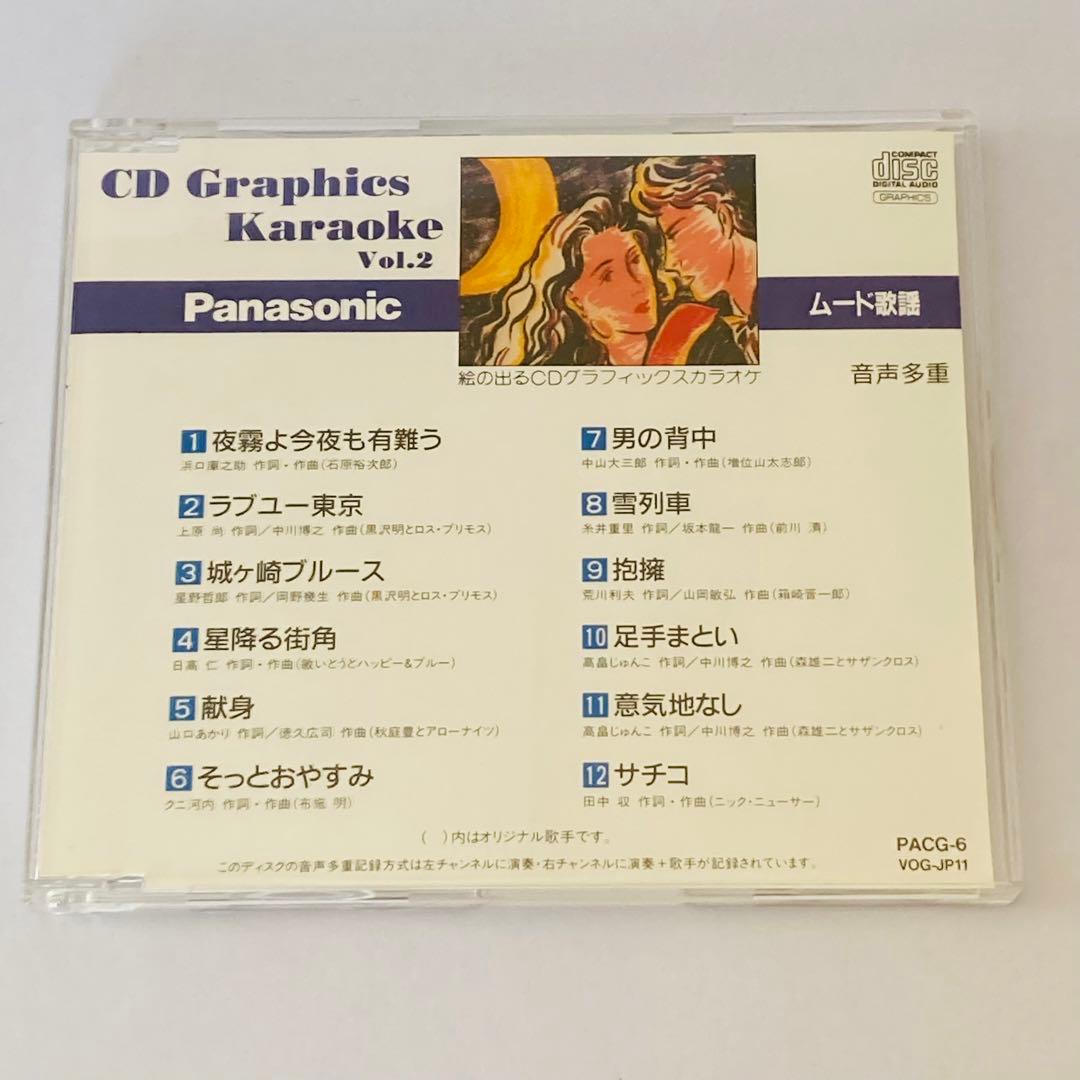 CD Graphics
Karaoke
Vol.2
COMPACT
disc
DIGITAL AUDIO
GRAPHICS
Panasonic
ムード歌謡
絵の出るCDグラフィックスカラオケ
音声多重
1 夜霧よ今夜も有難う
浜口庫之助 作詞・作曲(石原裕次郎)
2 ラブユー東京
上原 尚 作詞/中川博之 作曲(黒沢明とロス・プリモス)
3 城ヶ崎ブルース
星野哲郎 作詞/岡野 作曲(黒沢明とロス・プリモス)
4 星降る街角
日高 仁 作詞・作曲(敏いとうとハッピー&ブルー)
5 献身
山口あかり 作詞/徳久広司 作曲(秋庭豊とアローナイツ)
6 そっとおやすみ
クニ河内 作詞・作曲(布施 明)
7 男の背中
中山大三郎 作詞・作曲(増位山太志郎)
8 雪列車
糸井重里 作詞/坂本龍一 作曲(前川 清)
9 抱擁
荒川利夫 作詞/山岡敏弘 作曲(箱崎晋一郎)
10 足手まとい
高畠じゅんこ 作詞/中川博之 作曲(森雄二とサザンクロス)
11 意気地なし
高畠じゅんこ 作詞/中川博之 作曲(森雄二とサザンクロス)
12 サチコ
田中 収 作詞・作曲(ニック・ニューサー)
( )内はオリジナル歌手です。
このディスクの音声多重記録方式は左チャンネルに演奏・右チャンネルに演奏+歌手が記録されています。
PACG-6
VOG-JP11